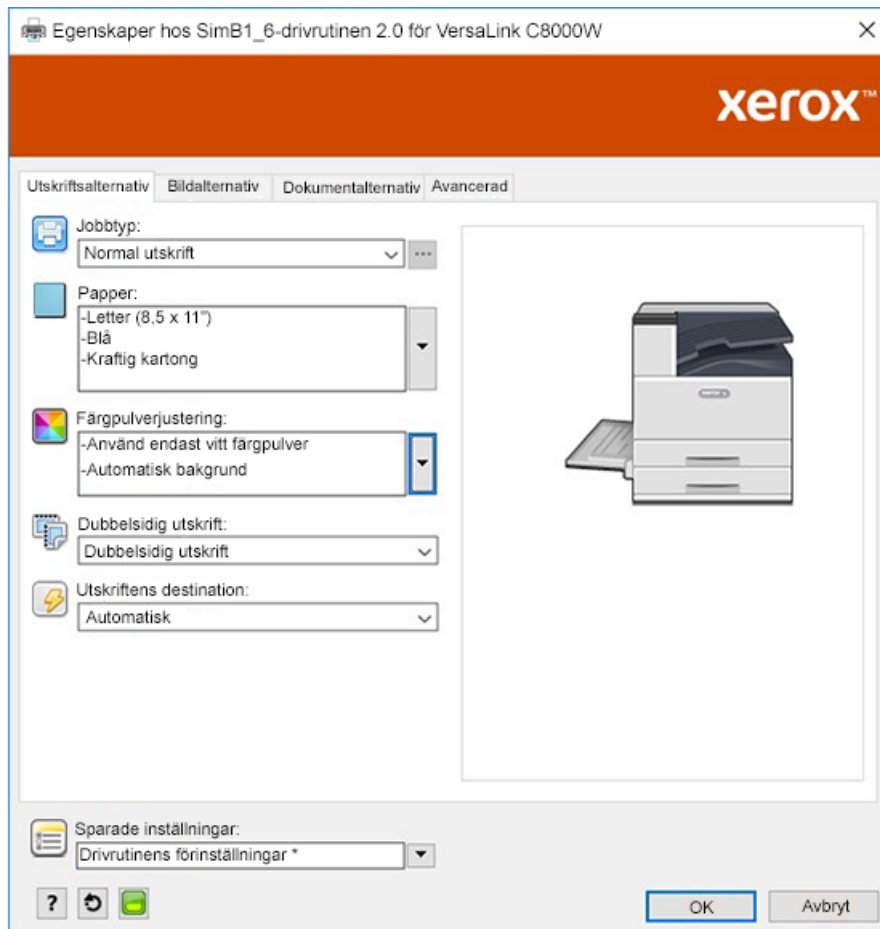 Egenskaper hos SimB1_6-drivrutinen 2.0 för VersaLink C8000W
xerox™
Utskriftsalternativ Bildalternativ Dokumentalternativ Avancerad
Jobbtyp:
Normal utskrift
Papper:
-Letter (8,5 x 11")
-Blå
-Kraftig kartong
Färgpulverjustering:
-Använd endast vitt färgpulver
-Automatisk bakgrund
Dubbelsidig utskrift:
Dubbelsidig utskrift
Utskriftens destination:
Automatisk
Sparade inställningar:
Drivrutinens förinställningar *
?
OK Avbryt